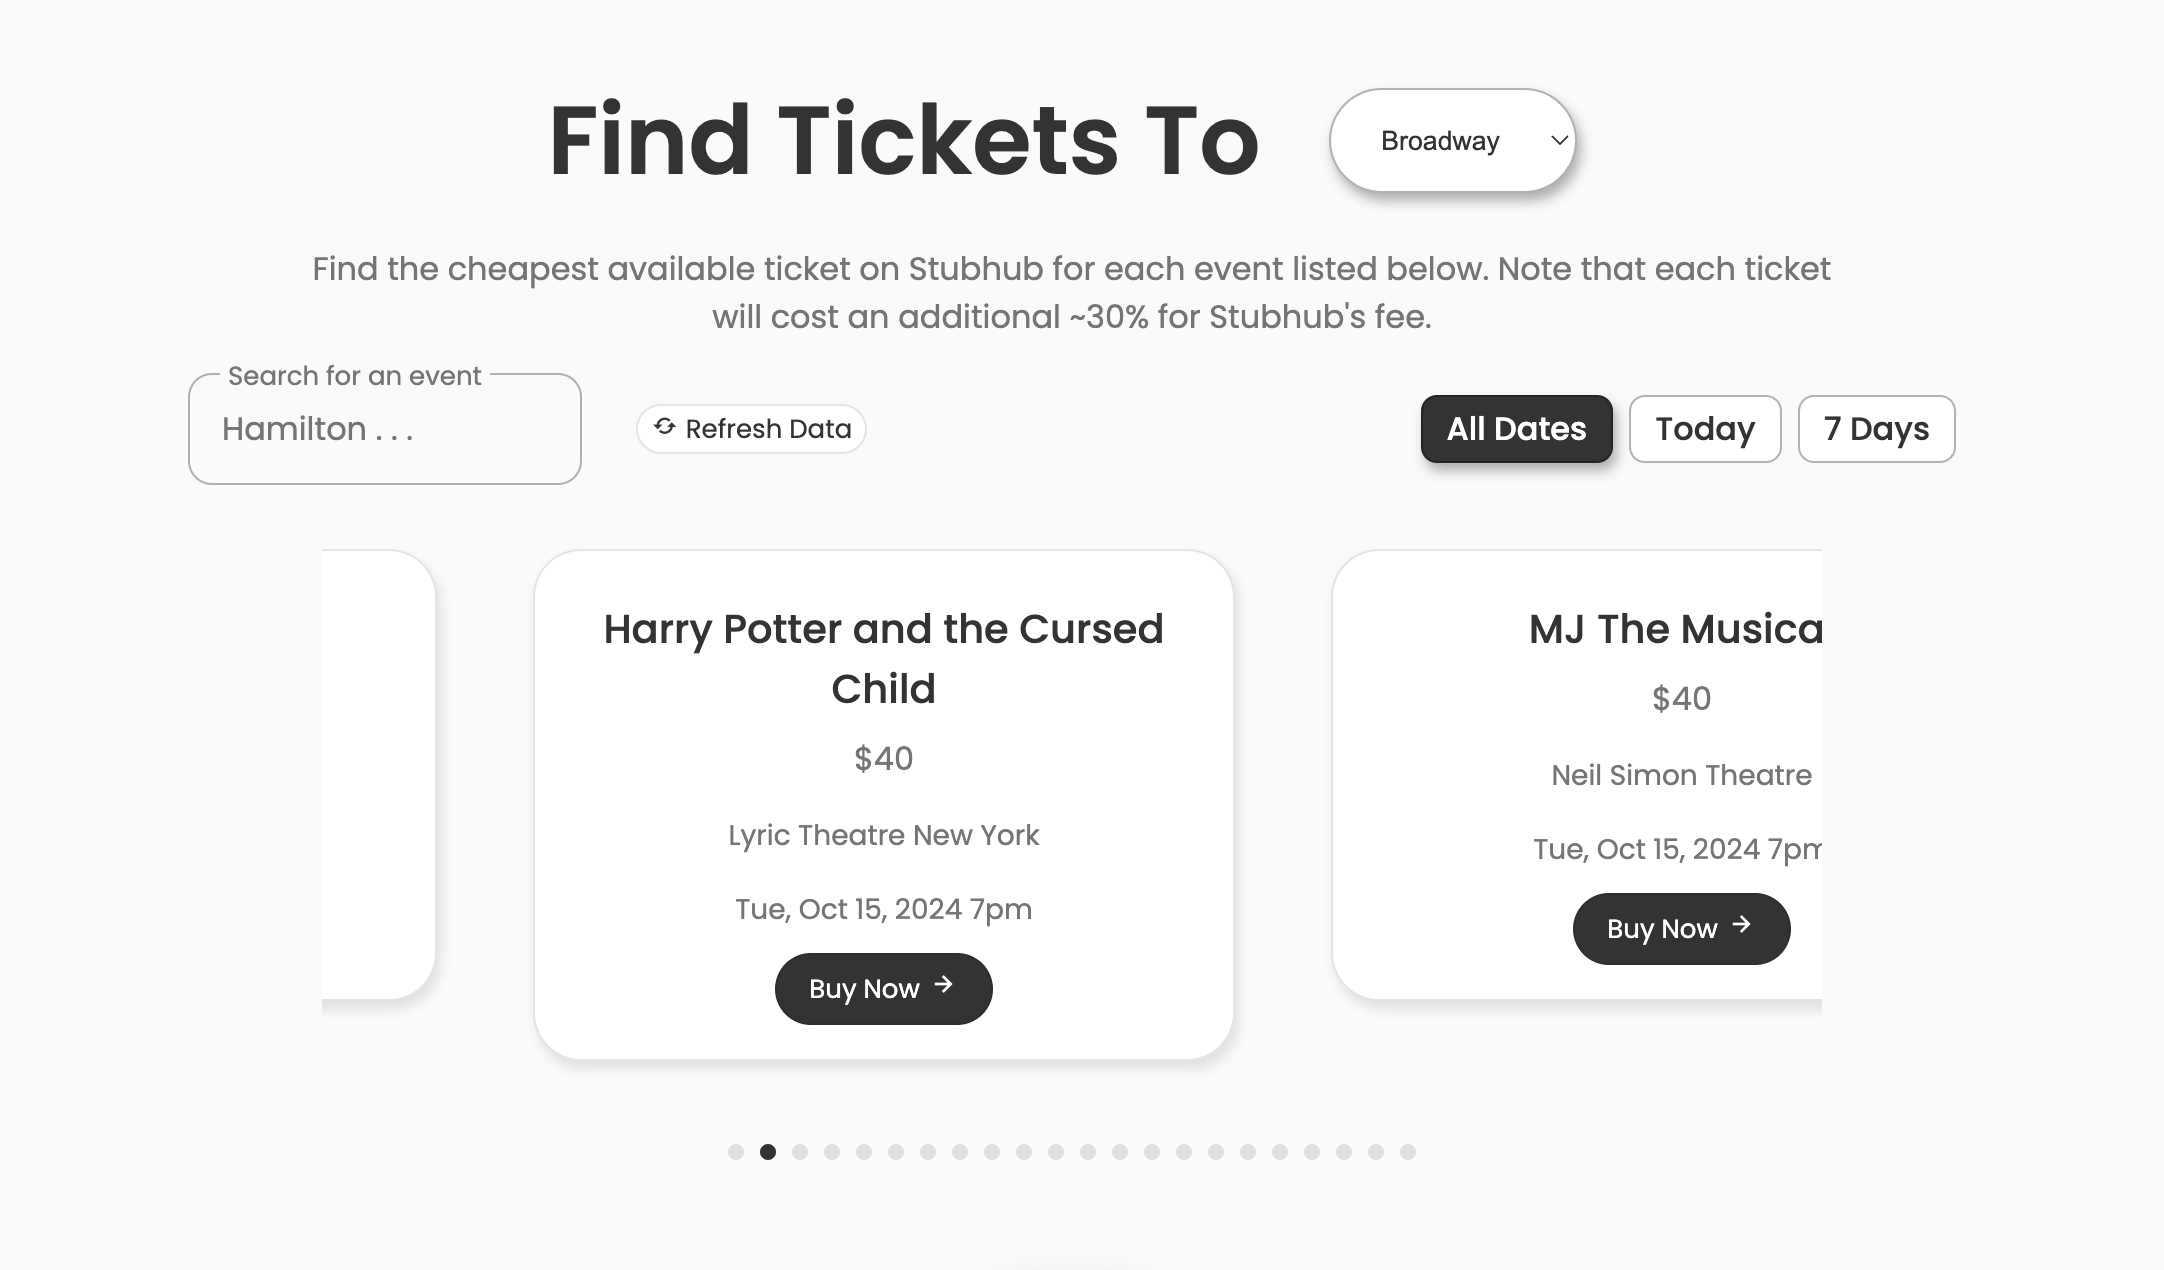 Find Tickets To
Broadway
Find the cheapest available ticket on Stubhub for each event listed below. Note that each ticket
will cost an additional ~30% for Stubhub's fee.
Search for an event
Hamilton . . .
Refresh Data
All Dates
Today
7 Days
Harry Potter and the Cursed
Child
$40
Lyric Theatre New York
Tue, Oct 15, 2024 7pm
Buy Now
MJ The Musica
$40
Neil Simon Theatre
Tue, Oct 15, 2024 7pm
Buy Now